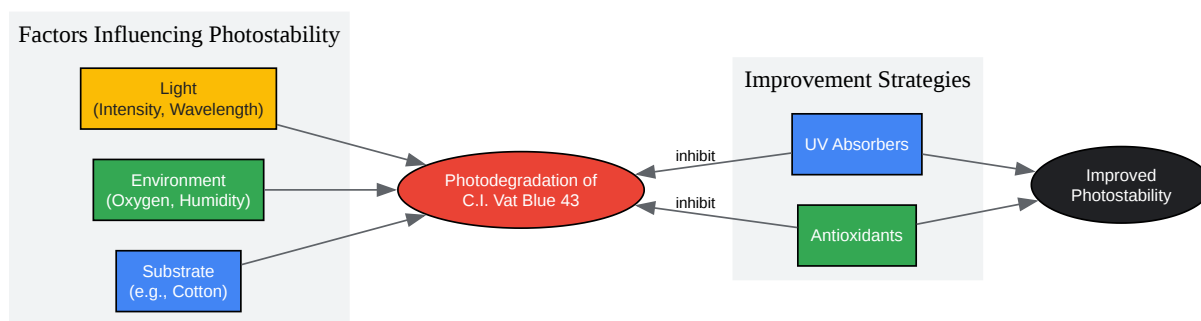 Factors Influencing Photostability
Light
(Intensity, Wavelength)
Environment
(Oxygen, Humidity)
Substrate
(e.g., Cotton)
Photodegradation of
C.I. Vat Blue 43
inhibit
inhibit
Improvement Strategies
UV Absorbers
Antioxidants
Improved
Photostability